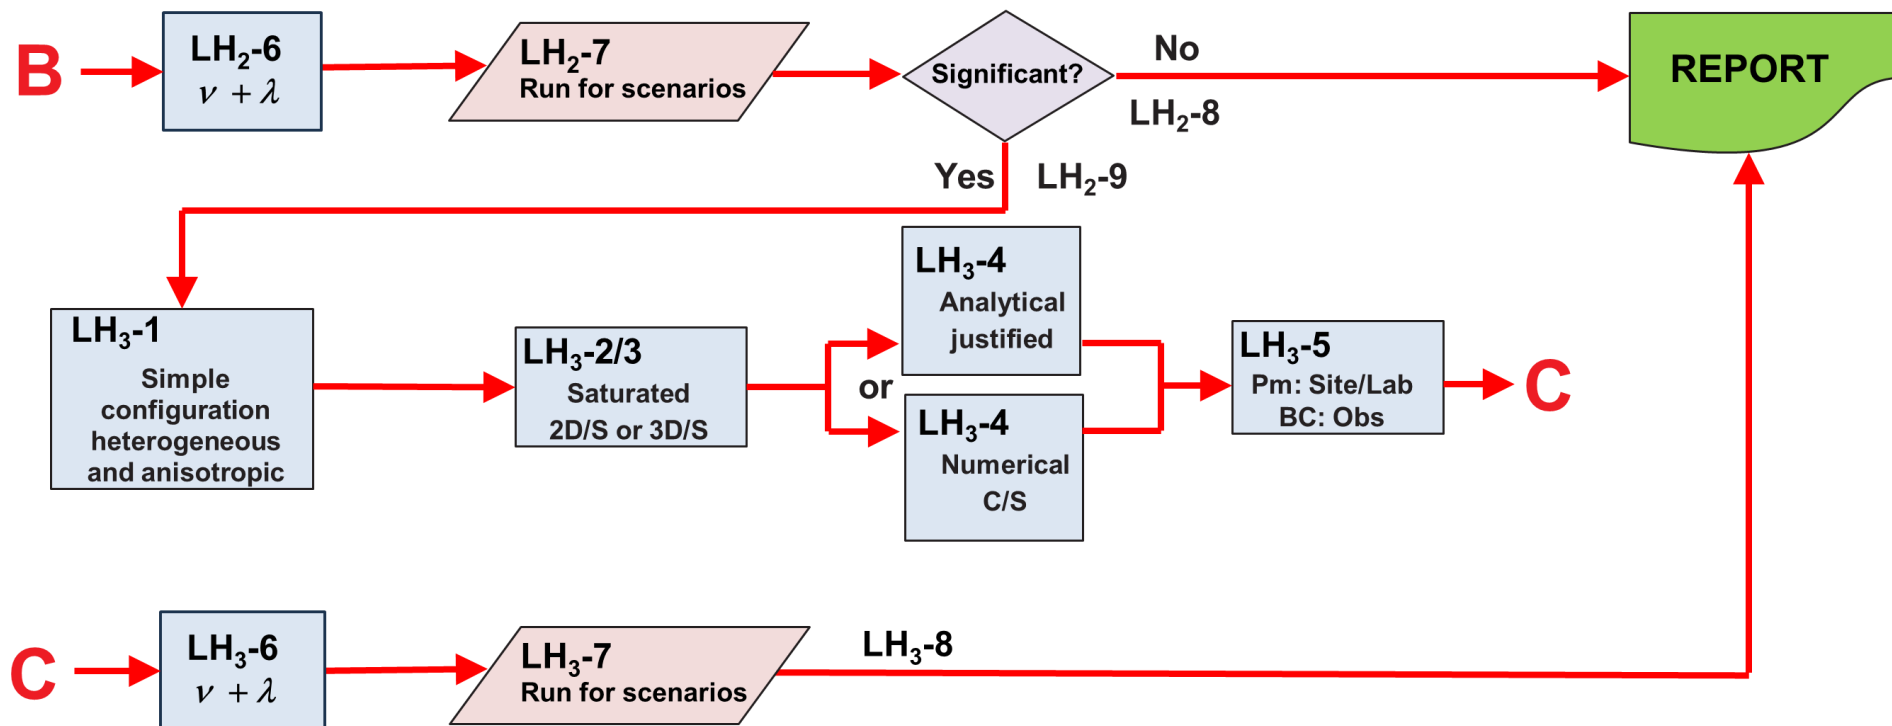 B
LH₂-6
ν + λ
LH₂-7
Run for scenarios
Significant?
No
LH₂-8
REPORT
Yes
LH₂-9
LH₃-1
Simple
configuration
heterogeneous
and anisotropic
LH₃-2/3
Saturated
2D/S or 3D/S
or
LH₃-4
Analytical
justified
LH₃-4
Numerical
C/S
LH₃-5
Pm: Site/Lab
BC: Obs
C
C
LH₃-6
ν + λ
LH₃-7
Run for scenarios
LH₃-8